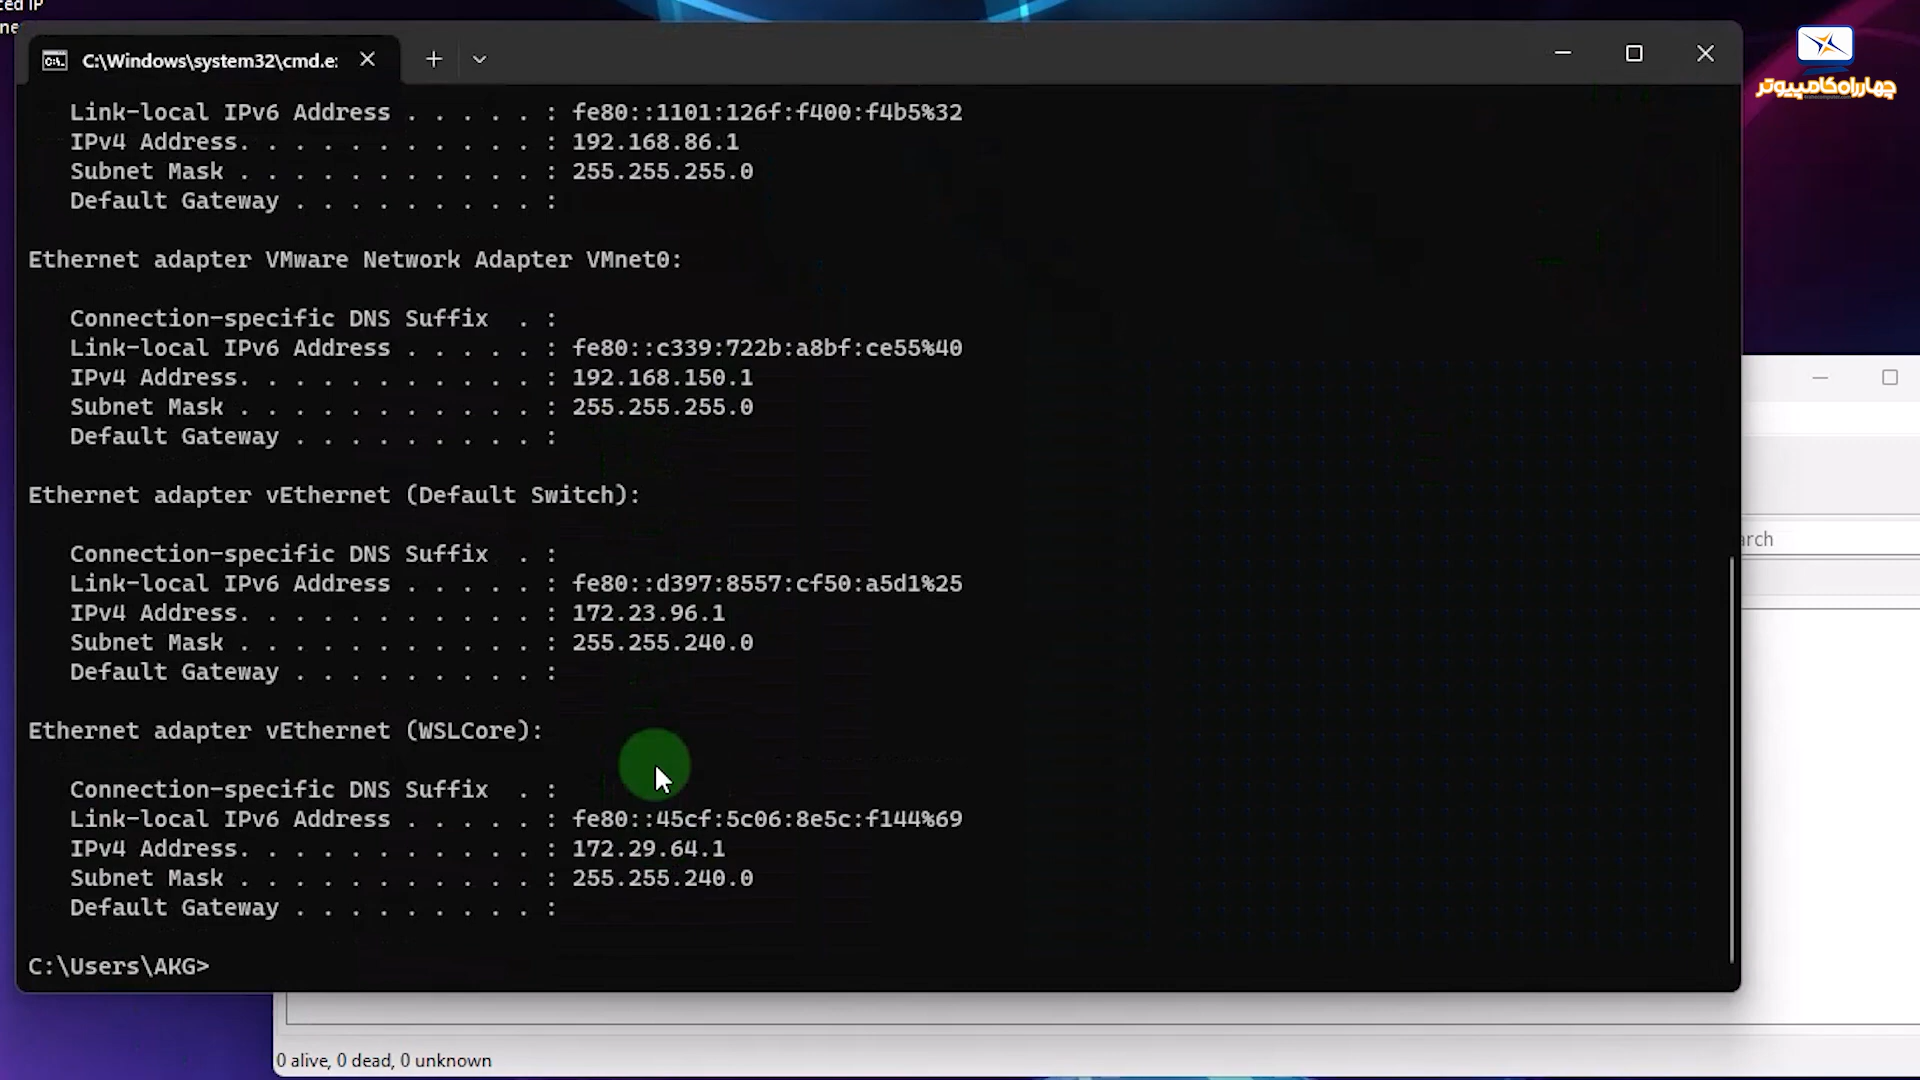 ced IP
C:\Windows\system32\cmd.e:
چهارراه کامپیوتر
Link-local IPv6 Address . . . . . : fe80::1101:126f:f400:f4b5%32
IPv4 Address. . . . . . . . . . . : 192.168.86.1
Subnet Mask . . . . . . . . . . . : 255.255.255.0
Default Gateway . . . . . . . . . :
Ethernet adapter VMware Network Adapter VMnet0:
Connection-specific DNS Suffix  . :
Link-local IPv6 Address . . . . . : fe80::c339:722b:a8bf:ce55%40
IPv4 Address. . . . . . . . . . . : 192.168.150.1
Subnet Mask . . . . . . . . . . . : 255.255.255.0
Default Gateway . . . . . . . . . :
Ethernet adapter vEthernet (Default Switch):
Connection-specific DNS Suffix  . :
Link-local IPv6 Address . . . . . : fe80::d397:8557:cf50:a5d1%25
IPv4 Address. . . . . . . . . . . : 172.23.96.1
Subnet Mask . . . . . . . . . . . : 255.255.240.0
Default Gateway . . . . . . . . . :
Ethernet adapter vEthernet (WSLCore):
Connection-specific DNS Suffix  . :
Link-local IPv6 Address . . . . . : fe80::45cf:5c06:8e5c:f144%69
IPv4 Address. . . . . . . . . . . : 172.29.64.1
Subnet Mask . . . . . . . . . . . : 255.255.240.0
Default Gateway . . . . . . . . . :
C:\Users\AKG>
arch
0 alive, 0 dead, 0 unknown